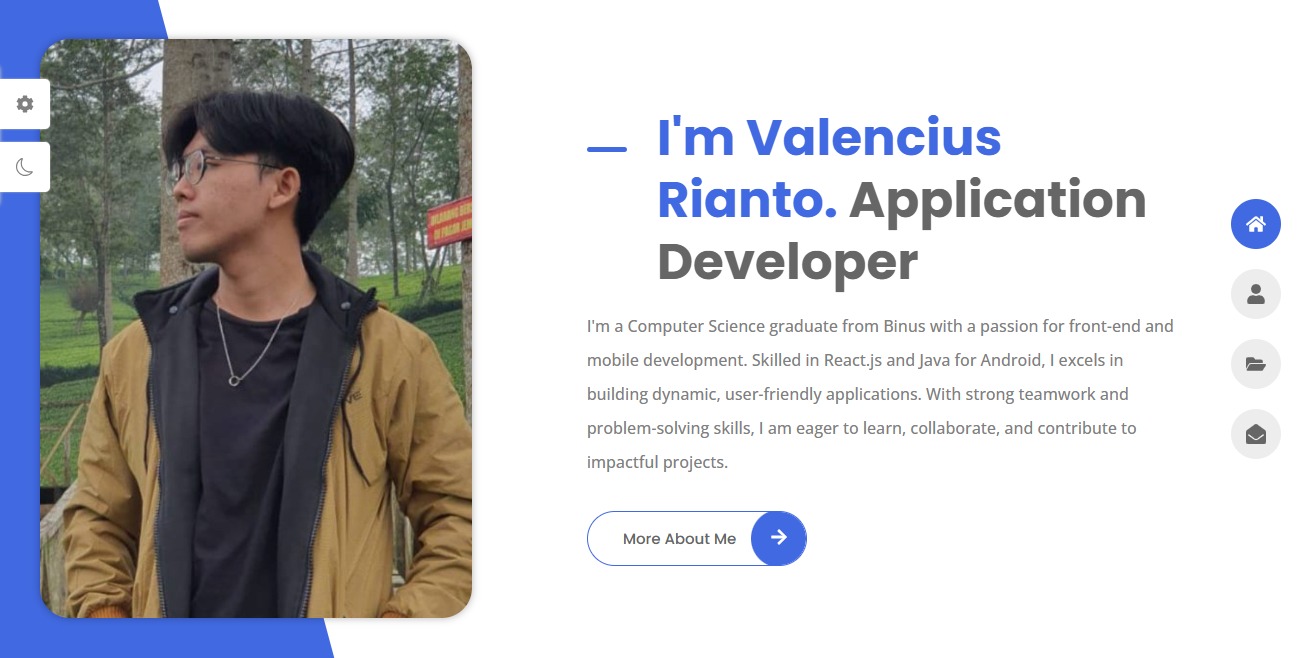 I'm Valencius
Rianto. Application
Developer
I'm a Computer Science graduate from Binus with a passion for front-end and
mobile development. Skilled in React.js and Java for Android, I excels in
building dynamic, user-friendly applications. With strong teamwork and
problem-solving skills, I am eager to learn, collaborate, and contribute to
impactful projects.
More About Me